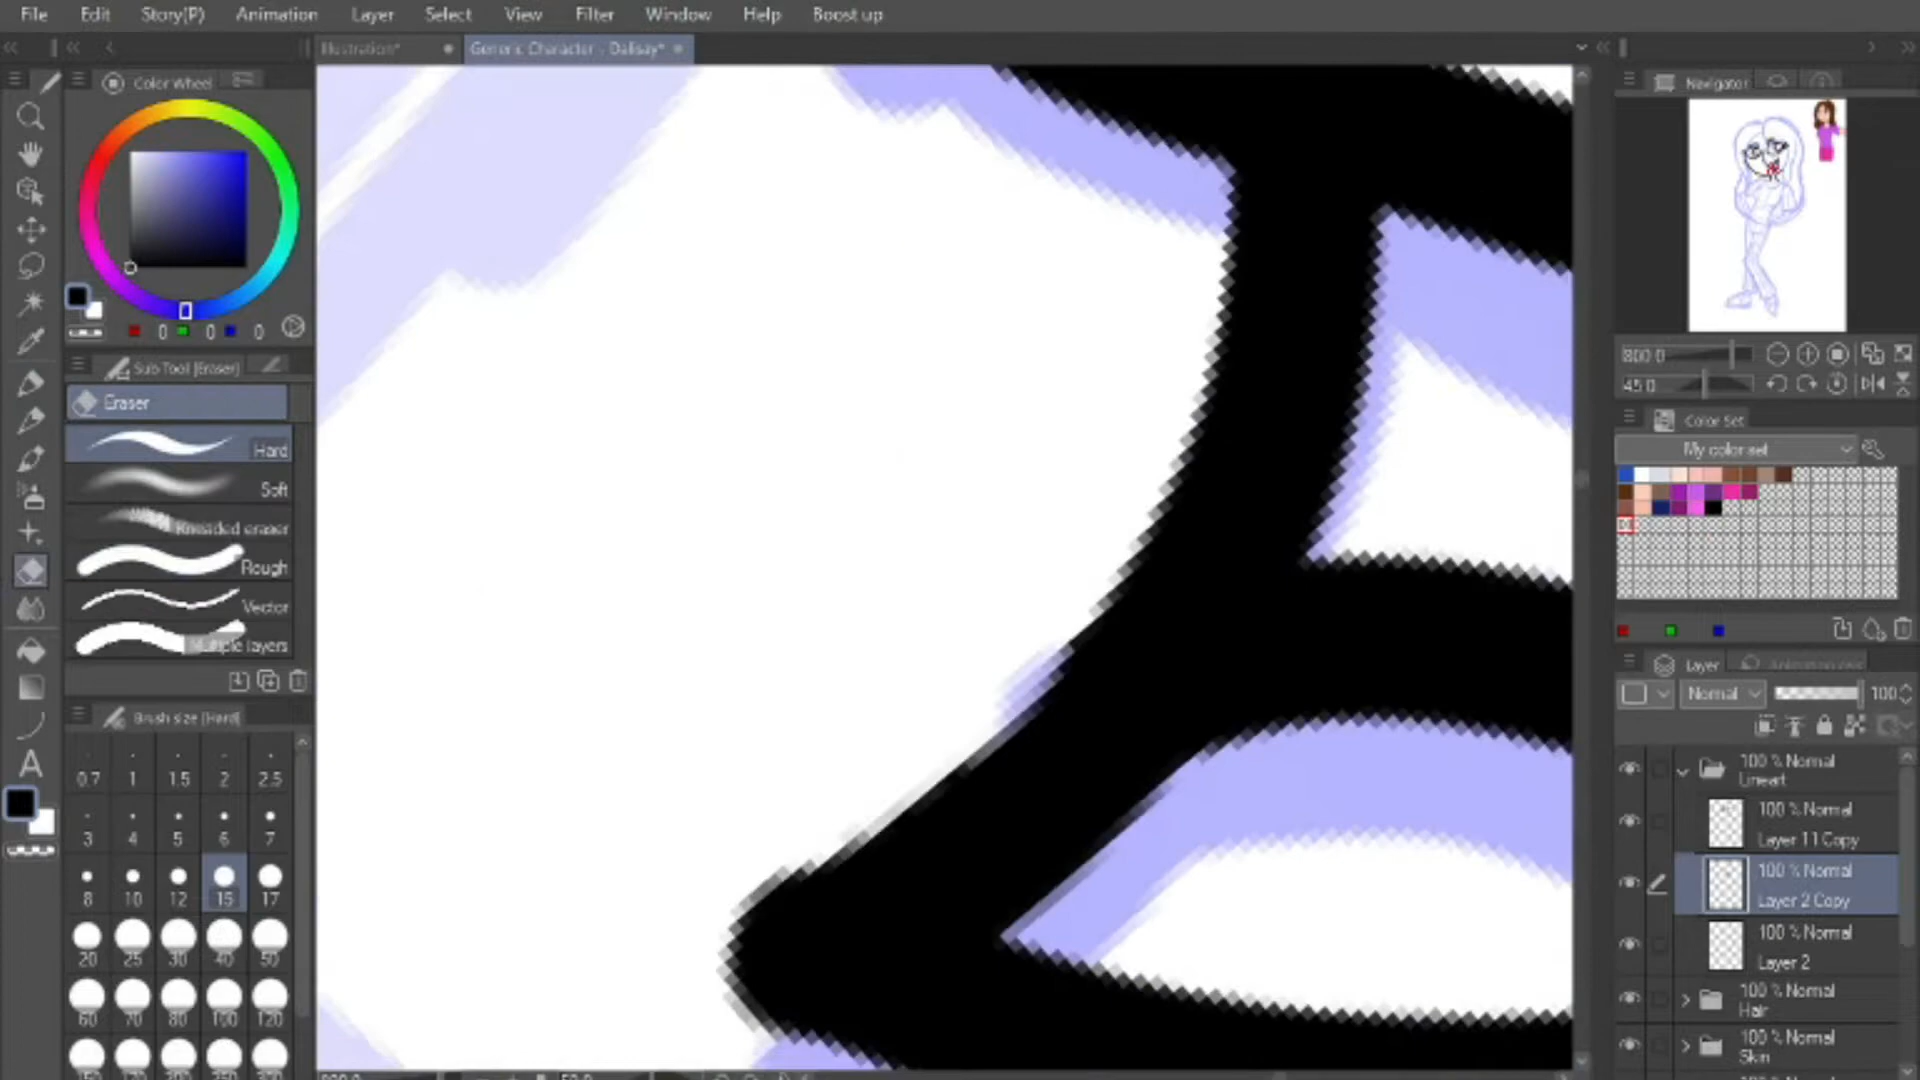 File Edit Story(P) Animation Layer Select View Filter Window Help Boost up
Illustration* Generic Character - Dalisay*
Color Wheel
0 0 0
Sub Tool [Eraser]
Eraser
Hard
Soft
Kneaded eraser
Rough
Vector
Multiple layers
Brush size [Hard]
0.7 1 1.5 2 2.5
3 4 5 6 7
8 10 12 15 17
20 25 30 40 50
60 70 80 100 120
A
Navigator
800.0
45.0
Color Set
My color set
Layer
Normal 100
100 % Normal
Lineart
100 % Normal
Layer 11 Copy
100 % Normal
Layer 2 Copy
100 % Normal
Layer 2
100 % Normal
Hair
100 % Normal
Skin